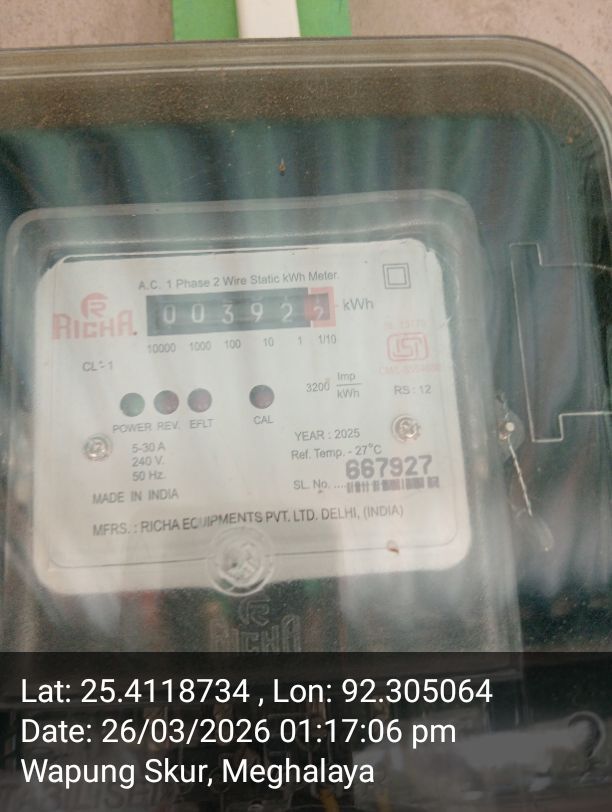 A.C. 1 Phase 2 Wire Static kWh Meter.
RICHA
0 0 3 9 2 2 kWh
10000 1000 100 10 1 1/10
CL-1
3200 Imp/kWh
RS : 12
POWER REV. EFLT CAL
5-30 A
240 V.
50 Hz.
YEAR : 2025
Ref. Temp. - 27°C
667927
SL. No. ....
MADE IN INDIA
MFRS. : RICHA EQUIPMENTS PVT. LTD. DELHI, (INDIA)
RICHA
Lat: 25.4118734 , Lon: 92.305064
Date: 26/03/2026 01:17:06 pm
Wapung Skur, Meghalaya